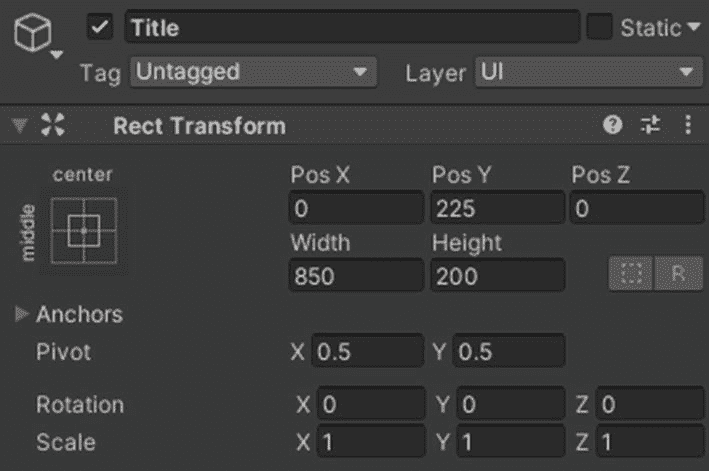 Title Static
Tag Untagged Layer UI
Rect Transform
center Pos X Pos Y Pos Z
middle 0 225 0
Width Height
850 200 R
Anchors
Pivot X 0.5 Y 0.5
Rotation X 0 Y 0 Z 0
Scale X 1 Y 1 Z 1